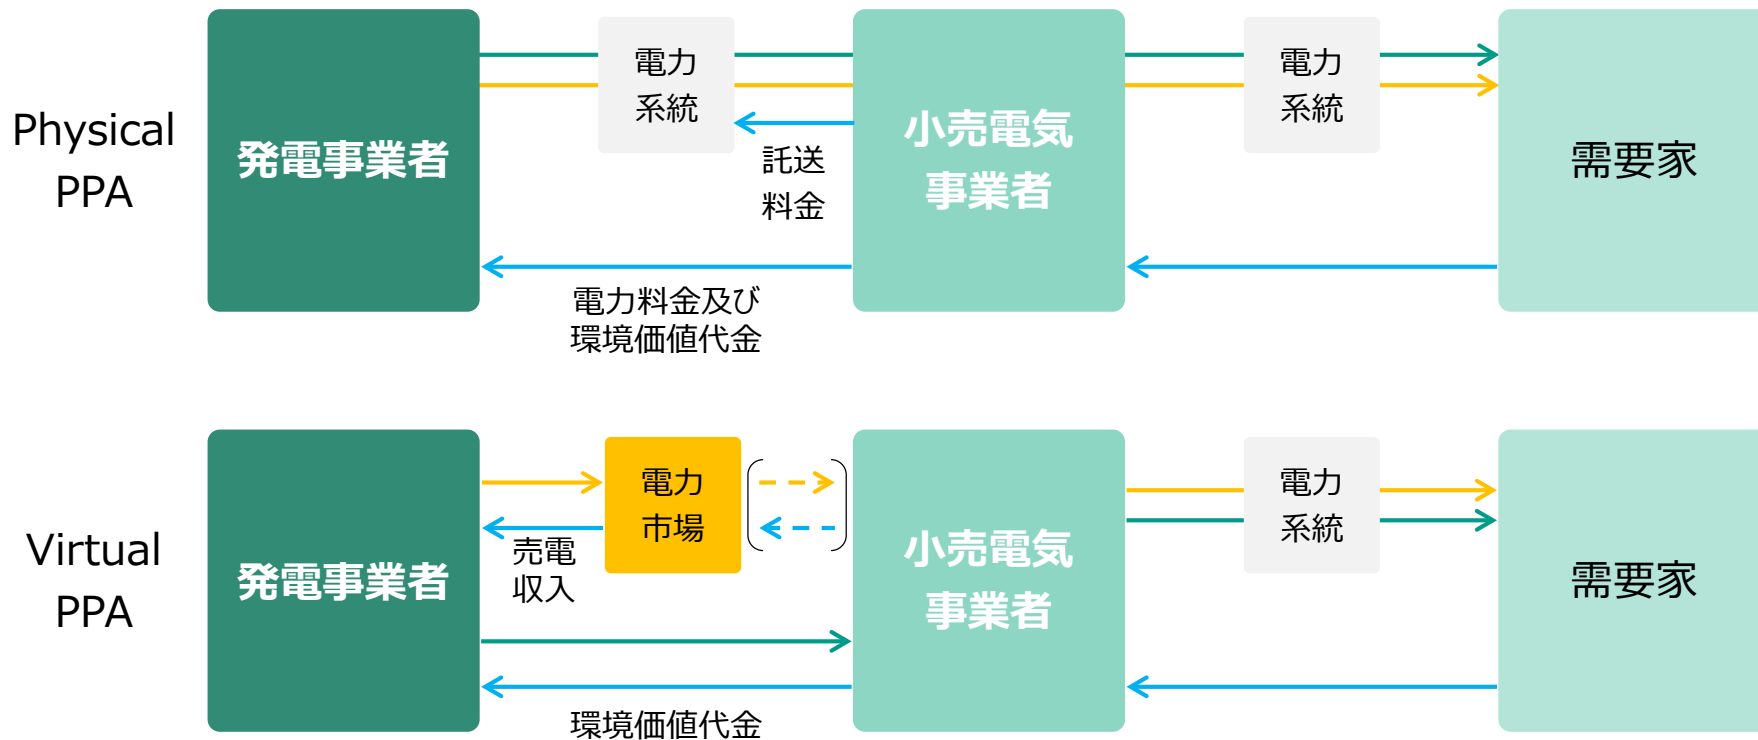 Physical
PPA
発電事業者
電力
系統
託送
料金
電力料金及び
環境価値代金
小売電気
事業者
電力
系統
需要家
Virtual
PPA
発電事業者
電力
市場
売電
収入
環境価値代金
小売電気
事業者
電力
系統
需要家